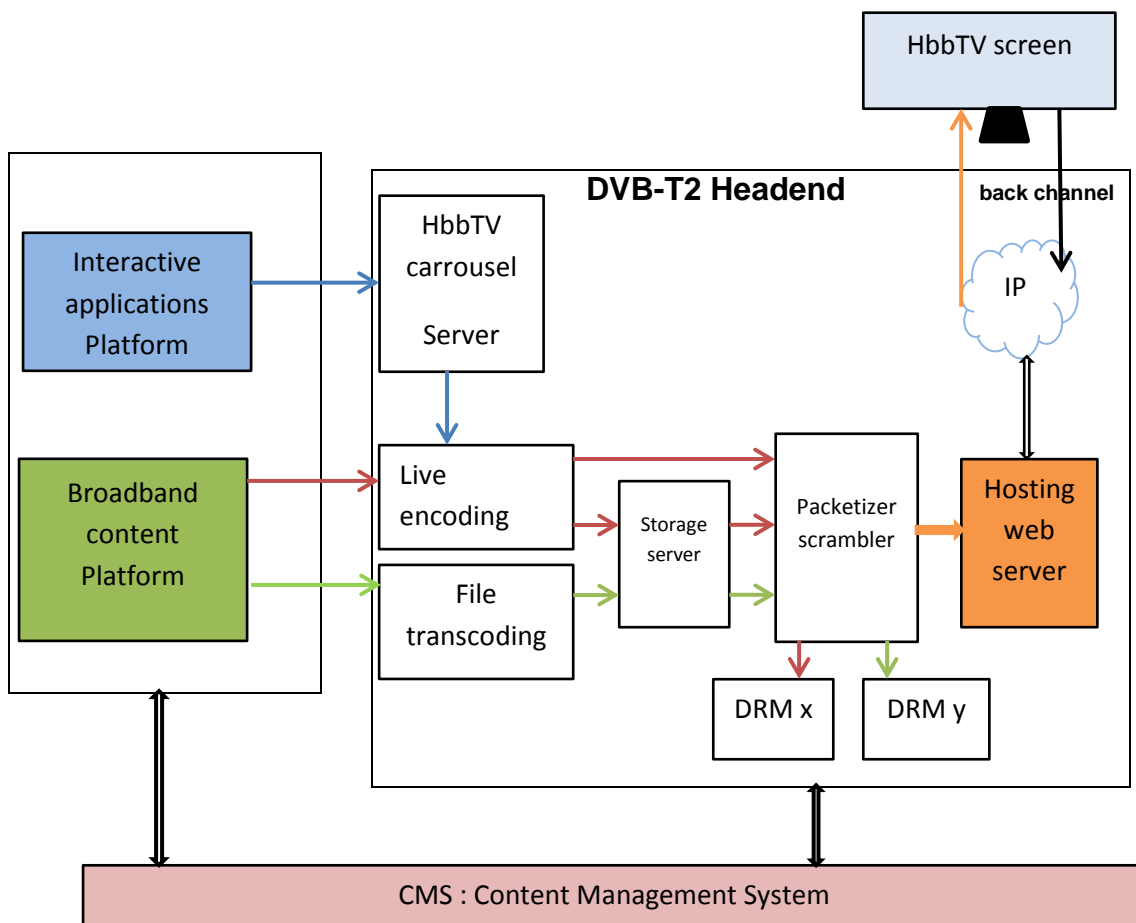 HbbTV screen
DVB-T2 Headend
back channel
HbbTV
carrousel
Server
Interactive
applications
Platform
IP
Broadband
content
Platform
Live
encoding
Storage
server
Packetizer
scrambler
Hosting
web
server
File
transcoding
DRM x
DRM y
CMS : Content Management System